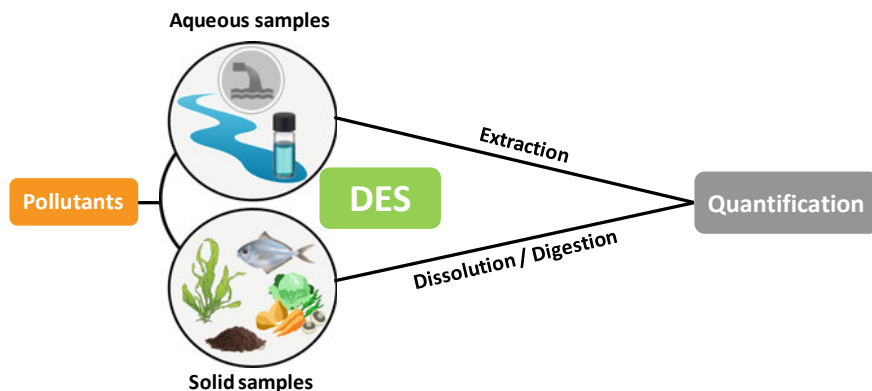 Aqueous samples
Extraction
Pollutants
DES
Quantification
Dissolution / Digestion
Solid samples